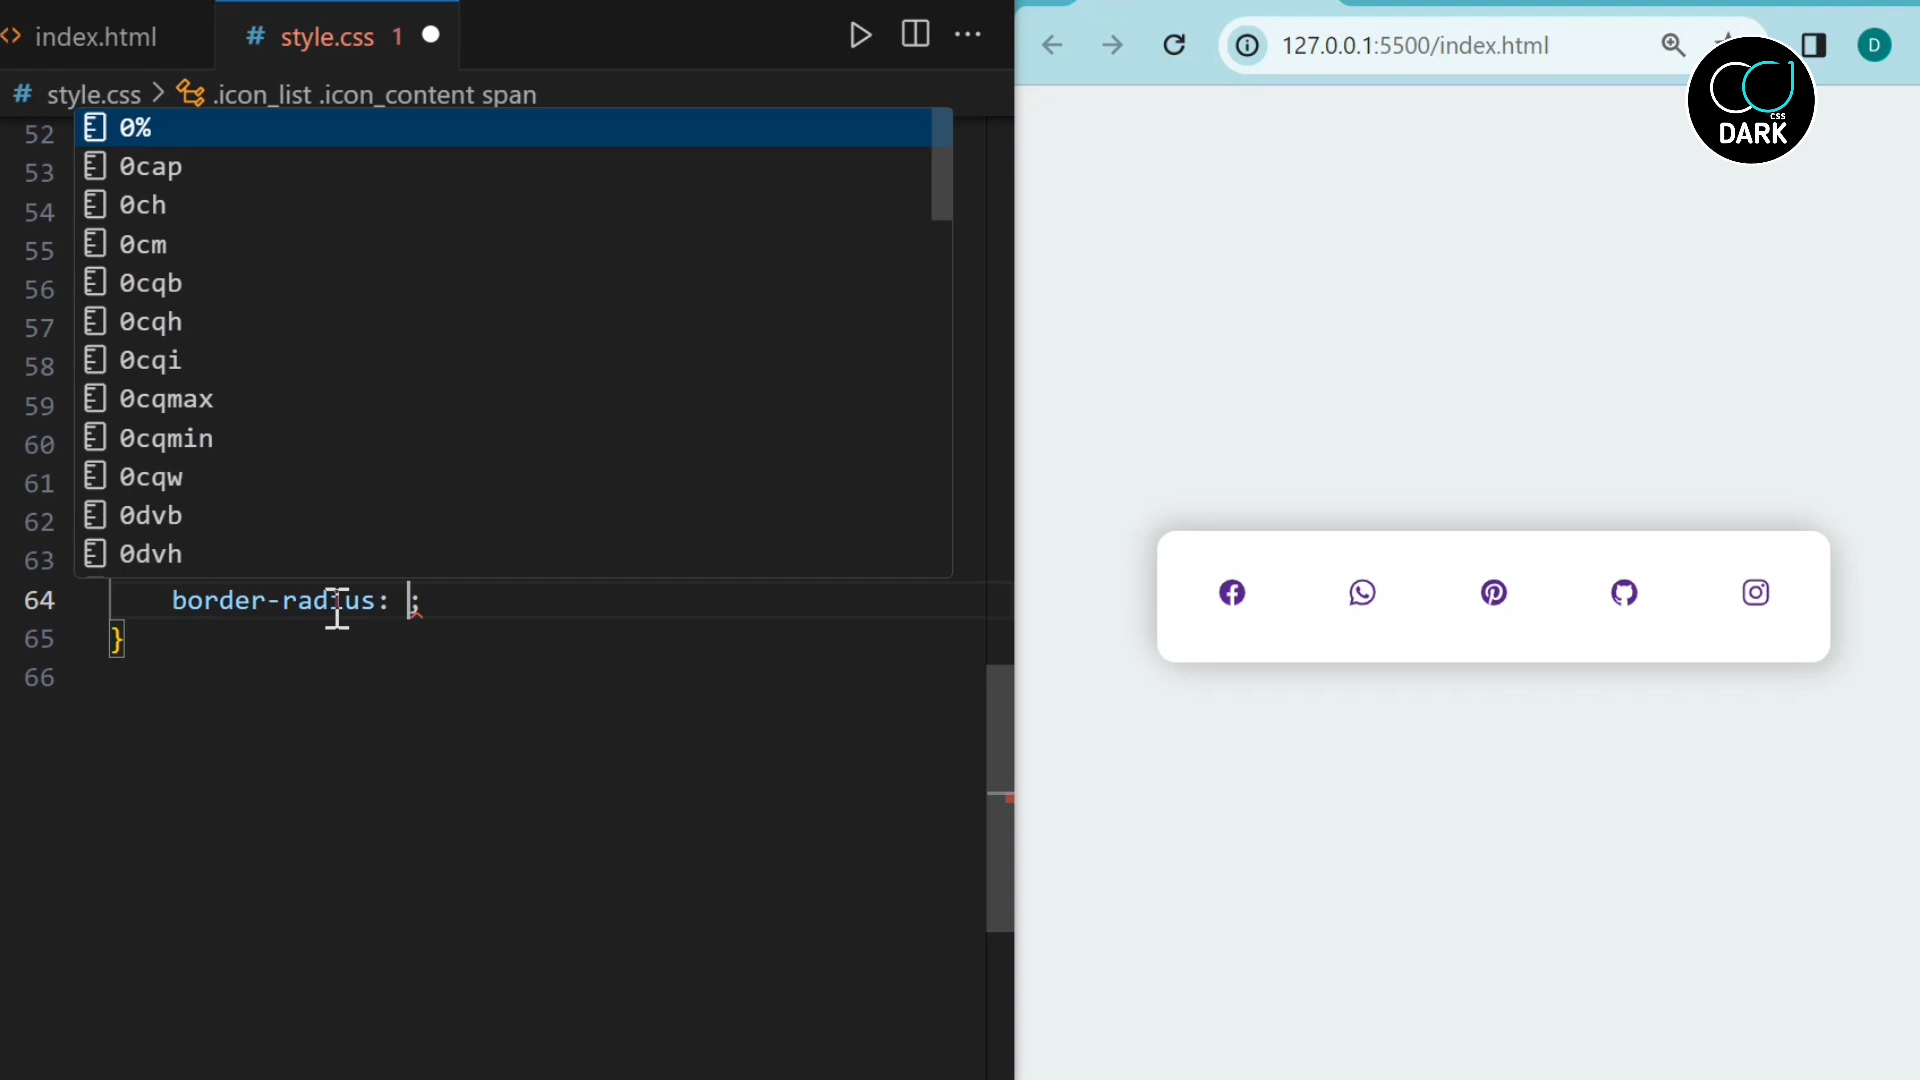 index.html
# style.css 1
# style.css > .icon_list .icon_content span
52
53
54
55
56
57
58
59
60
61
62
63
0%
0cap
0ch
0cm
0cqb
0cqh
0cqi
0cqmax
0cqmin
0cqw
0dvb
0dvh
64 border-radius: ;
65 }
66
127.0.0.1:5500/index.html
D
CSS
DARK